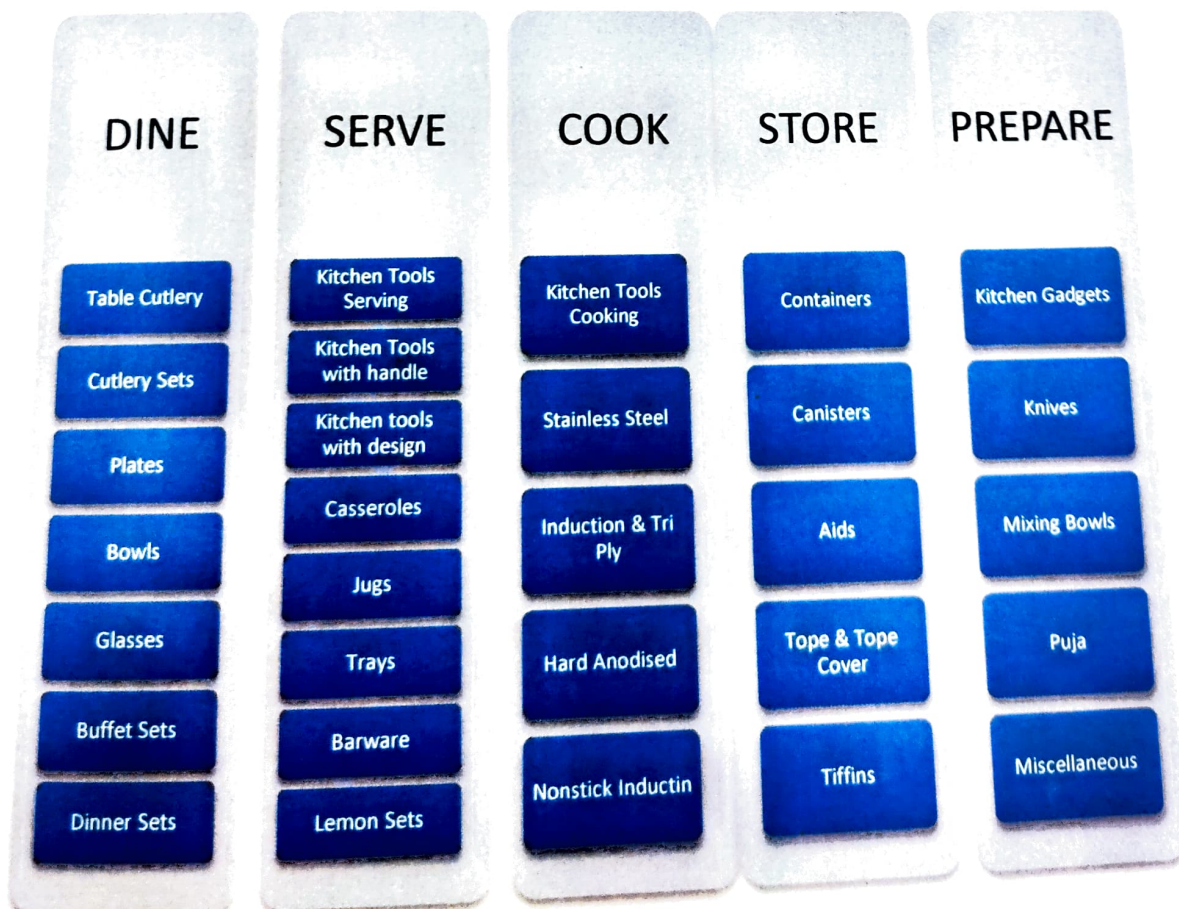 DINE
Table Cutlery
Cutlery Sets
Plates
Bowls
Glasses
Buffet Sets
Dinner Sets
SERVE
Kitchen Tools
Serving
Kitchen Tools
with handle
Kitchen tools
with design
Casseroles
Jugs
Trays
Barware
Lemon Sets
COOK
Kitchen Tools
Cooking
Stainless Steel
Induction & Tri
Ply
Hard Anodised
Nonstick Inductin
STORE
Containers
Canisters
Aids
Tope & Tope
Cover
Tiffins
PREPARE
Kitchen Gadgets
Knives
Mixing Bowls
Puja
Miscellaneous